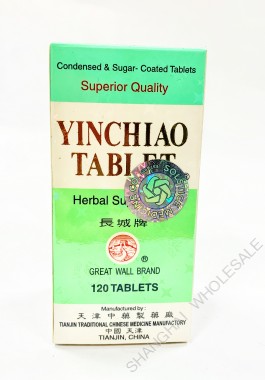 Condensed & Sugar- Coated Tablets
Superior Quality
YINCHIAO
TABLET
Herbal Su
長城牌
®
GREAT WALL BRAND
120 TABLETS
Manufactured by :
天津中藥製藥廠
TIANJIN TRADITIONAL CHINESE MEDICINE MANUFACTORY
中國 天津
TIANJIN, CHINA
SHANGHAI WHOLESALE